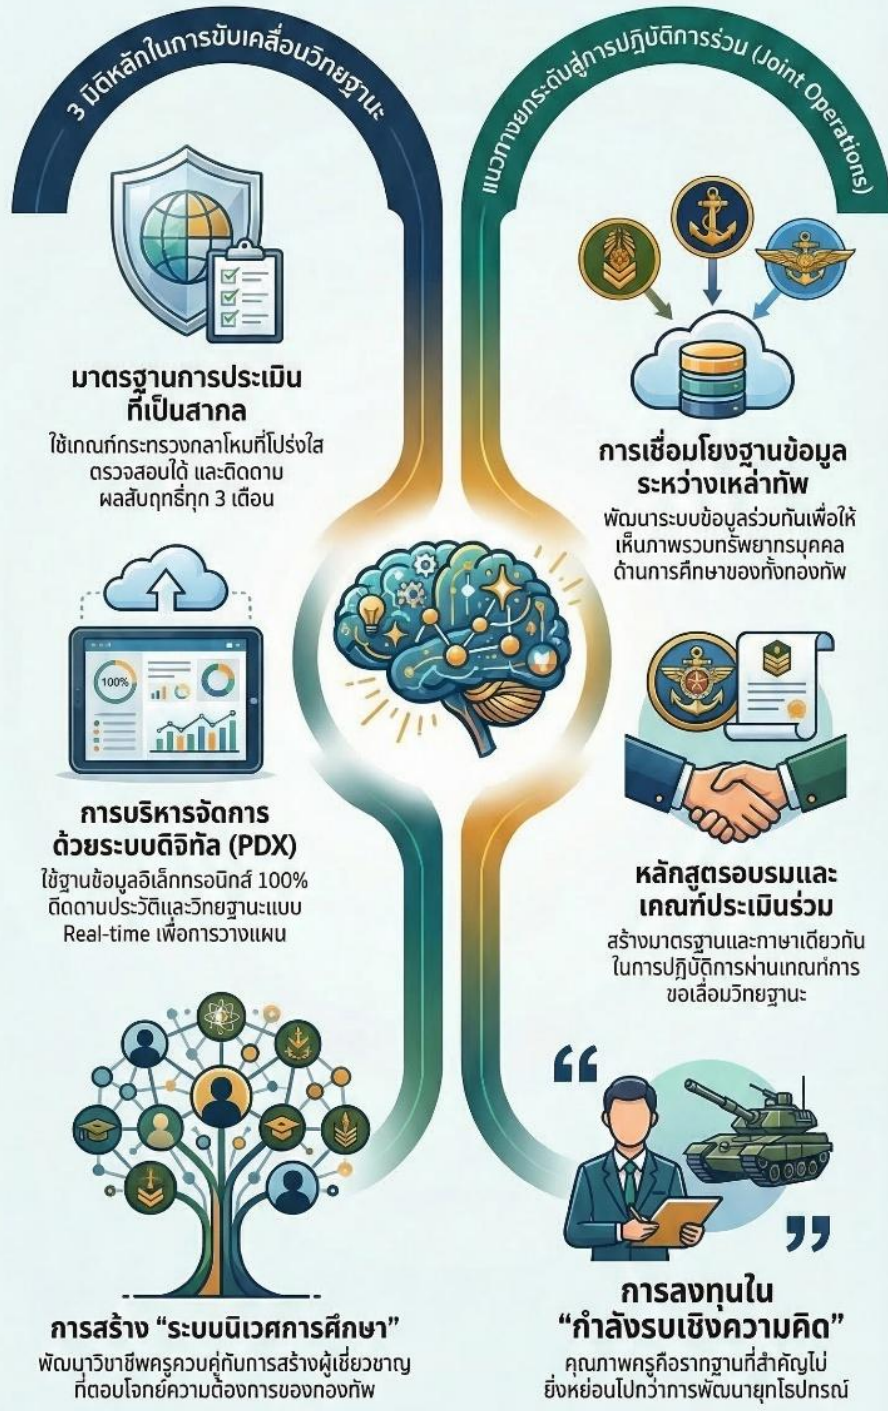 3 มิติหลักในการขับเคลื่อนวิทยฐานะ
มาตรฐานการประเมิน
ที่เป็นสากล
ใช้เกณฑ์กระทรวงกลาโหมที่โปร่งใส
ตรวจสอบได้ และติดตาม
ผลสัมฤทธิ์ทุก 3 เดือน
100%
การบริหารจัดการ
ด้วยระบบดิจิทัล (PDX)
ใช้ฐานข้อมูลอิเล็กทรอนิกส์ 100%
ติดตามประวัติและวิทยฐานะแบบ
Real-time เพื่อการวางแผน
การสร้าง “ระบบนิเวศการศึกษา”
พัฒนาวิชาชีพครูควบคู่กับการสร้างผู้เชี่ยวชาญ
ที่ตอบโจทย์ความต้องการของกองทัพ
แนวทางยกระดับสู่การปฏิบัติการร่วม (Joint Operations)
การเชื่อมโยงฐานข้อมูล
ระหว่างเหล่าทัพ
พัฒนาระบบข้อมูลร่วมกันเพื่อให้
เห็นภาพรวมทรัพยากรบุคคล
ด้านการศึกษาของทั้งกองทัพ
หลักสูตรอบรมและ
เกณฑ์ประเมินร่วม
สร้างมาตรฐานและภาษาเดียวกัน
ในการปฏิบัติการผ่านเกณฑ์การ
ขอเลื่อมวิทยฐานะ
“
”
การลงทุนใน
“กำลังรบเชิงความคิด”
คุณภาพครูคือรากฐานที่สำคัญไม่
ยิ่งหย่อนไปกว่าการพัฒนายุทโธปกรณ์